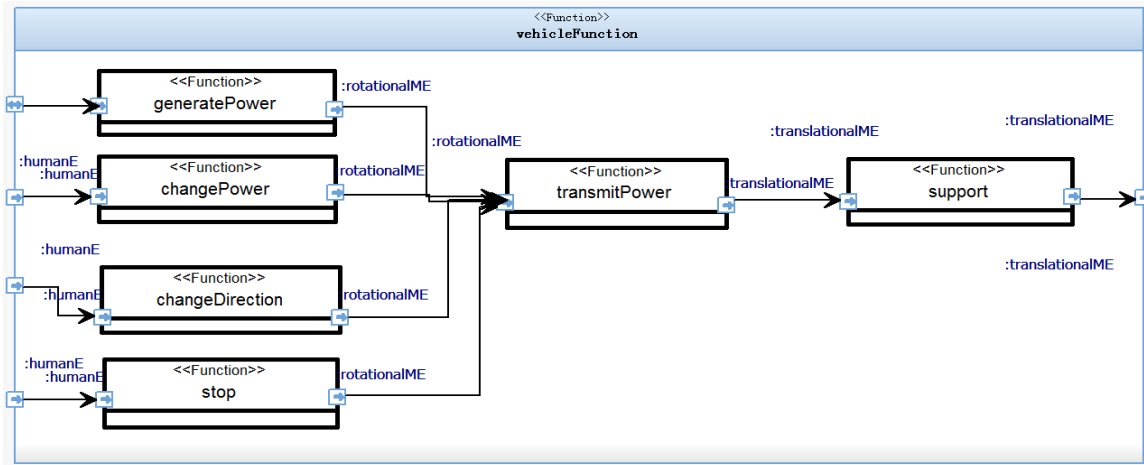 <<Function>>
vehicleFunction
<<Function>>
generatePower
:rotationalME
:rotationalME
:humanE
:humanE
<<Function>>
changePower
rotationalME
<<Function>>
transmitPower
translationalME
:translationalME
<<Function>>
support
:translationalME
:translationalME
:humanE
:humanE
<<Function>>
changeDirection
rotationalME
:humanE
:humanE
<<Function>>
stop
rotationalME